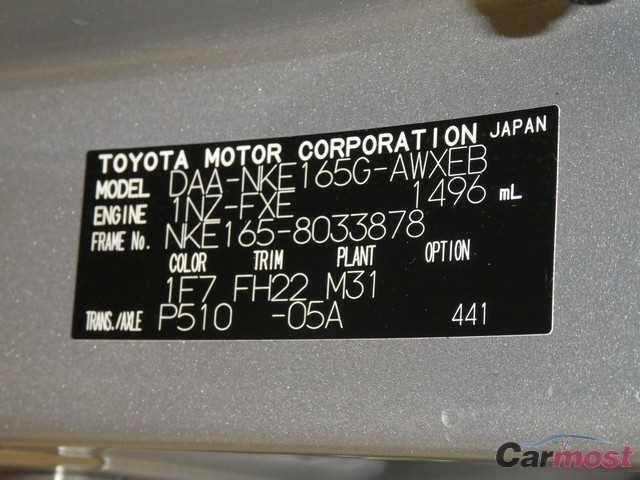 TOYOTA MOTOR CORPORATION JAPAN
MODEL DAA-NKE165G-AWXEB
ENGINE 1NZ-FXE 1496 mL
FRAME No. NKE165-8033878
COLOR TRIM PLANT OPTION
1F7 FH22 M31
TRANS./AXLE P510 -05A 441
Carmost